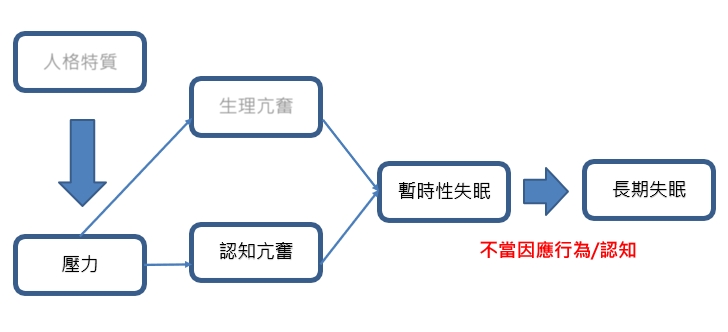 人格特質
生理亢奮
暫時性失眠
長期失眠
壓力
認知亢奮
不當因應行為/認知